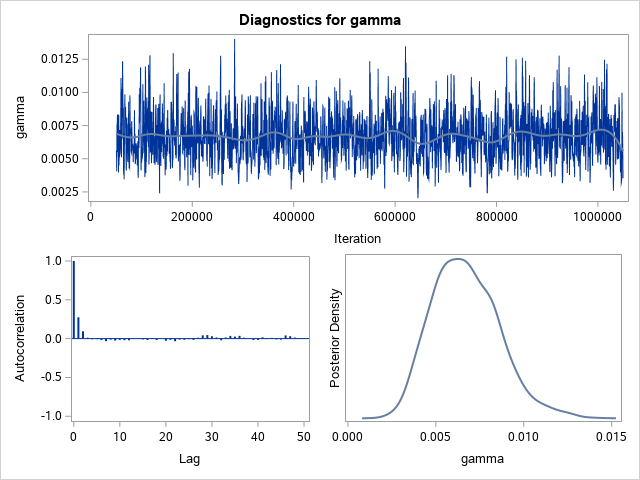 Diagnostics for gamma
gamma
0.0125
0.0100
0.0075
0.0050
0.0025
0 200000 400000 600000 800000 1000000
Iteration
Autocorrelation
1.0
0.5
0.0
-0.5
-1.0
0 10 20 30 40 50
Lag
Posterior Density
0.000 0.005 0.010 0.015
gamma